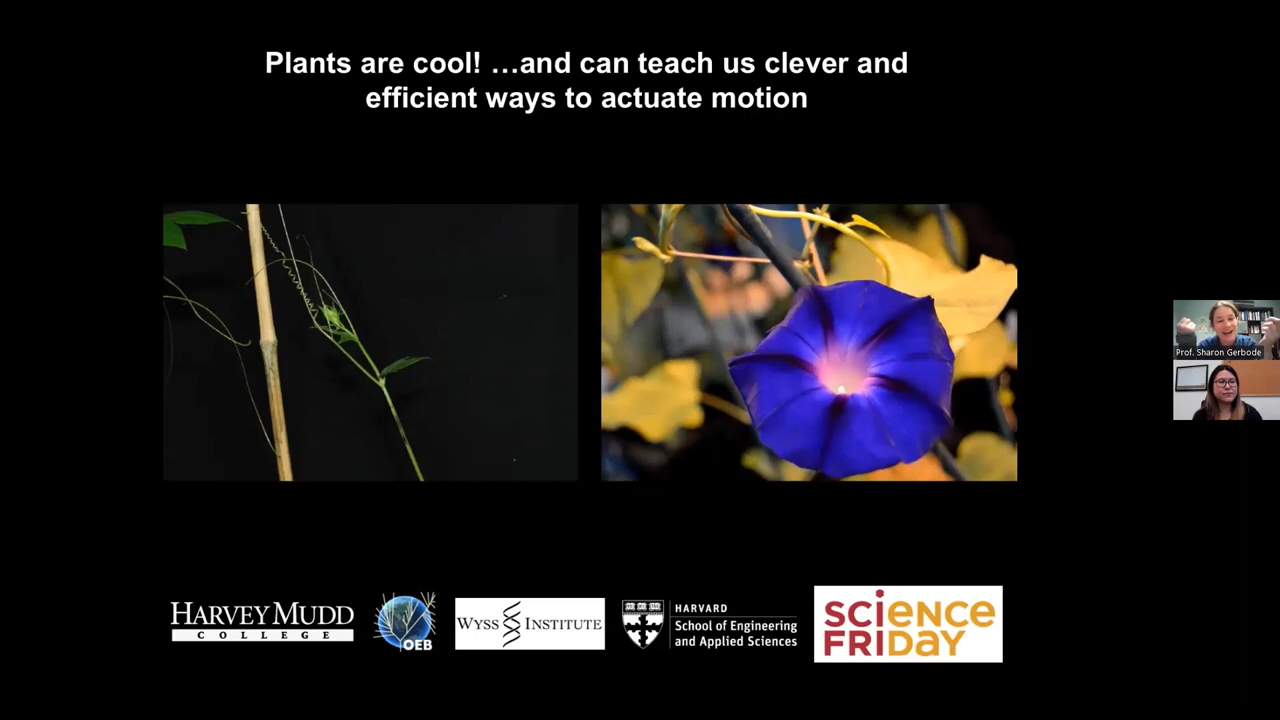 Plants are cool! …and can teach us clever and
efficient ways to actuate motion
Prof. Sharon Gerbode
HARVEY MUDD
COLLEGE
OEB
WYSS INSTITUTE
HARVARD
School of Engineering
and Applied Sciences
SCIENCE
FRIDAY